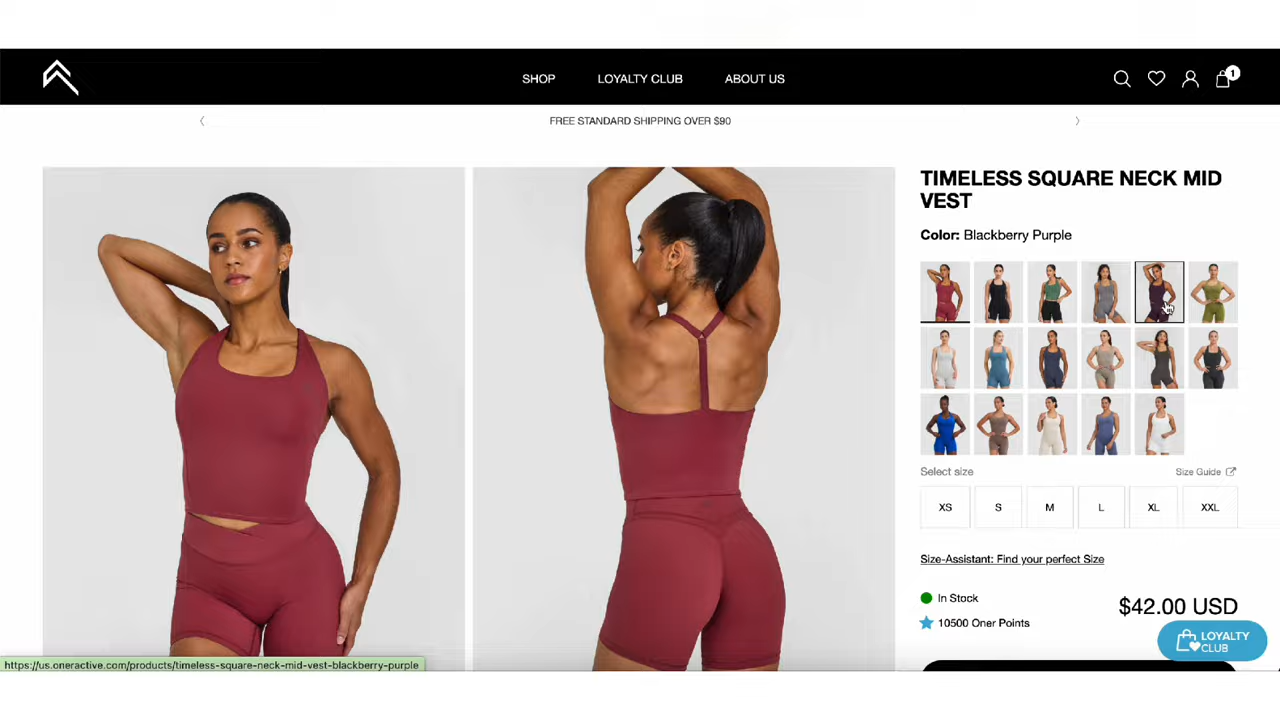 SHOP LOYALTY CLUB ABOUT US
1
FREE STANDARD SHIPPING OVER $90
TIMELESS SQUARE NECK MID
VEST
Color: Blackberry Purple
Select size
Size Guide
XS S M L XL XXL
Size-Assistant: Find your perfect Size
In Stock
$42.00 USD
10500 Oner Points
LOYALTY
CLUB
https://us.oneractive.com/products/timeless-square-neck-mid-vest-blackberry-purple